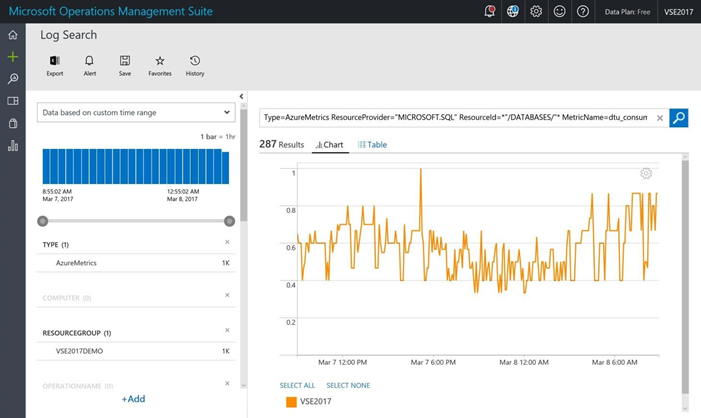 Microsoft Operations Management Suite
Data Plan: Free
VSE2017
Log Search
Export
Alert
Save
Favorites
History
Data based on custom time range
1 bar = 1hr
8:55:02 AM
Mar 7, 2017
12:55:02 AM
Mar 8, 2017
TYPE (1)
AzureMetrics 1K
COMPUTER (0)
RESOURCEGROUP (1)
VSE2017DEMO 1K
OPERATIONNAME (0)
+Add
Type=AzureMetrics ResourceProvider="MICROSOFT.SQL" ResourceId=*"/DATABASES/"* MetricName=dtu_consum
287 Results
Chart
Table
1
0.8
0.6
0.4
0.2
Mar 7 12:00 PM
Mar 7 6:00 PM
Mar 8 12:00 AM
Mar 8 6:00 AM
SELECT ALL
SELECT NONE
VSE2017